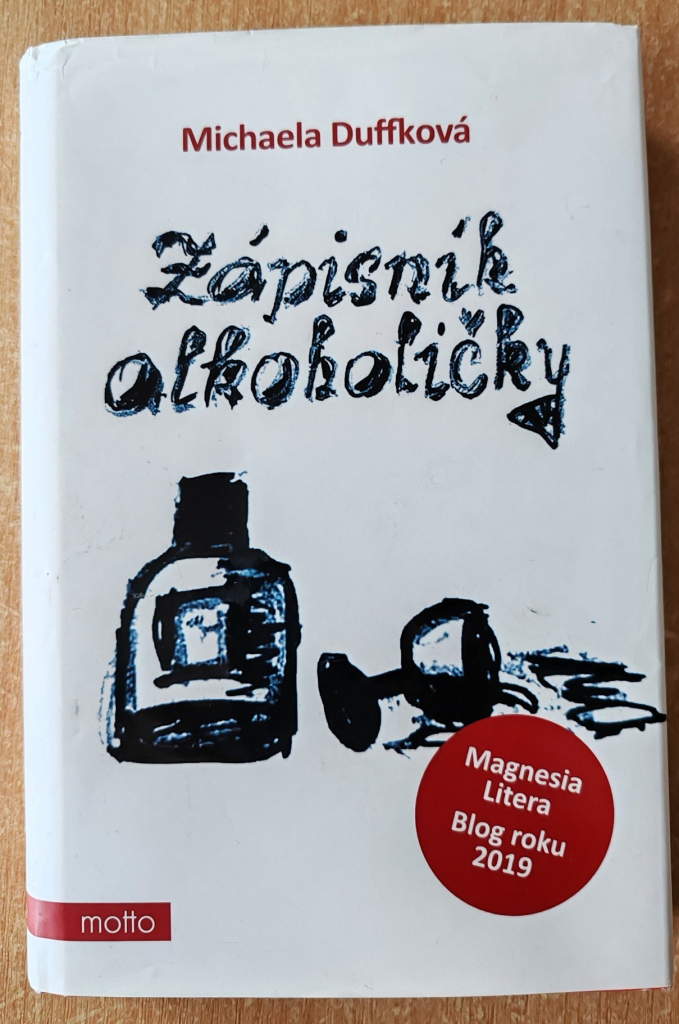 Michaela Duffková
Zápisník
alkoholičky
Magnesia
Litera
Blog roku
2019
motto